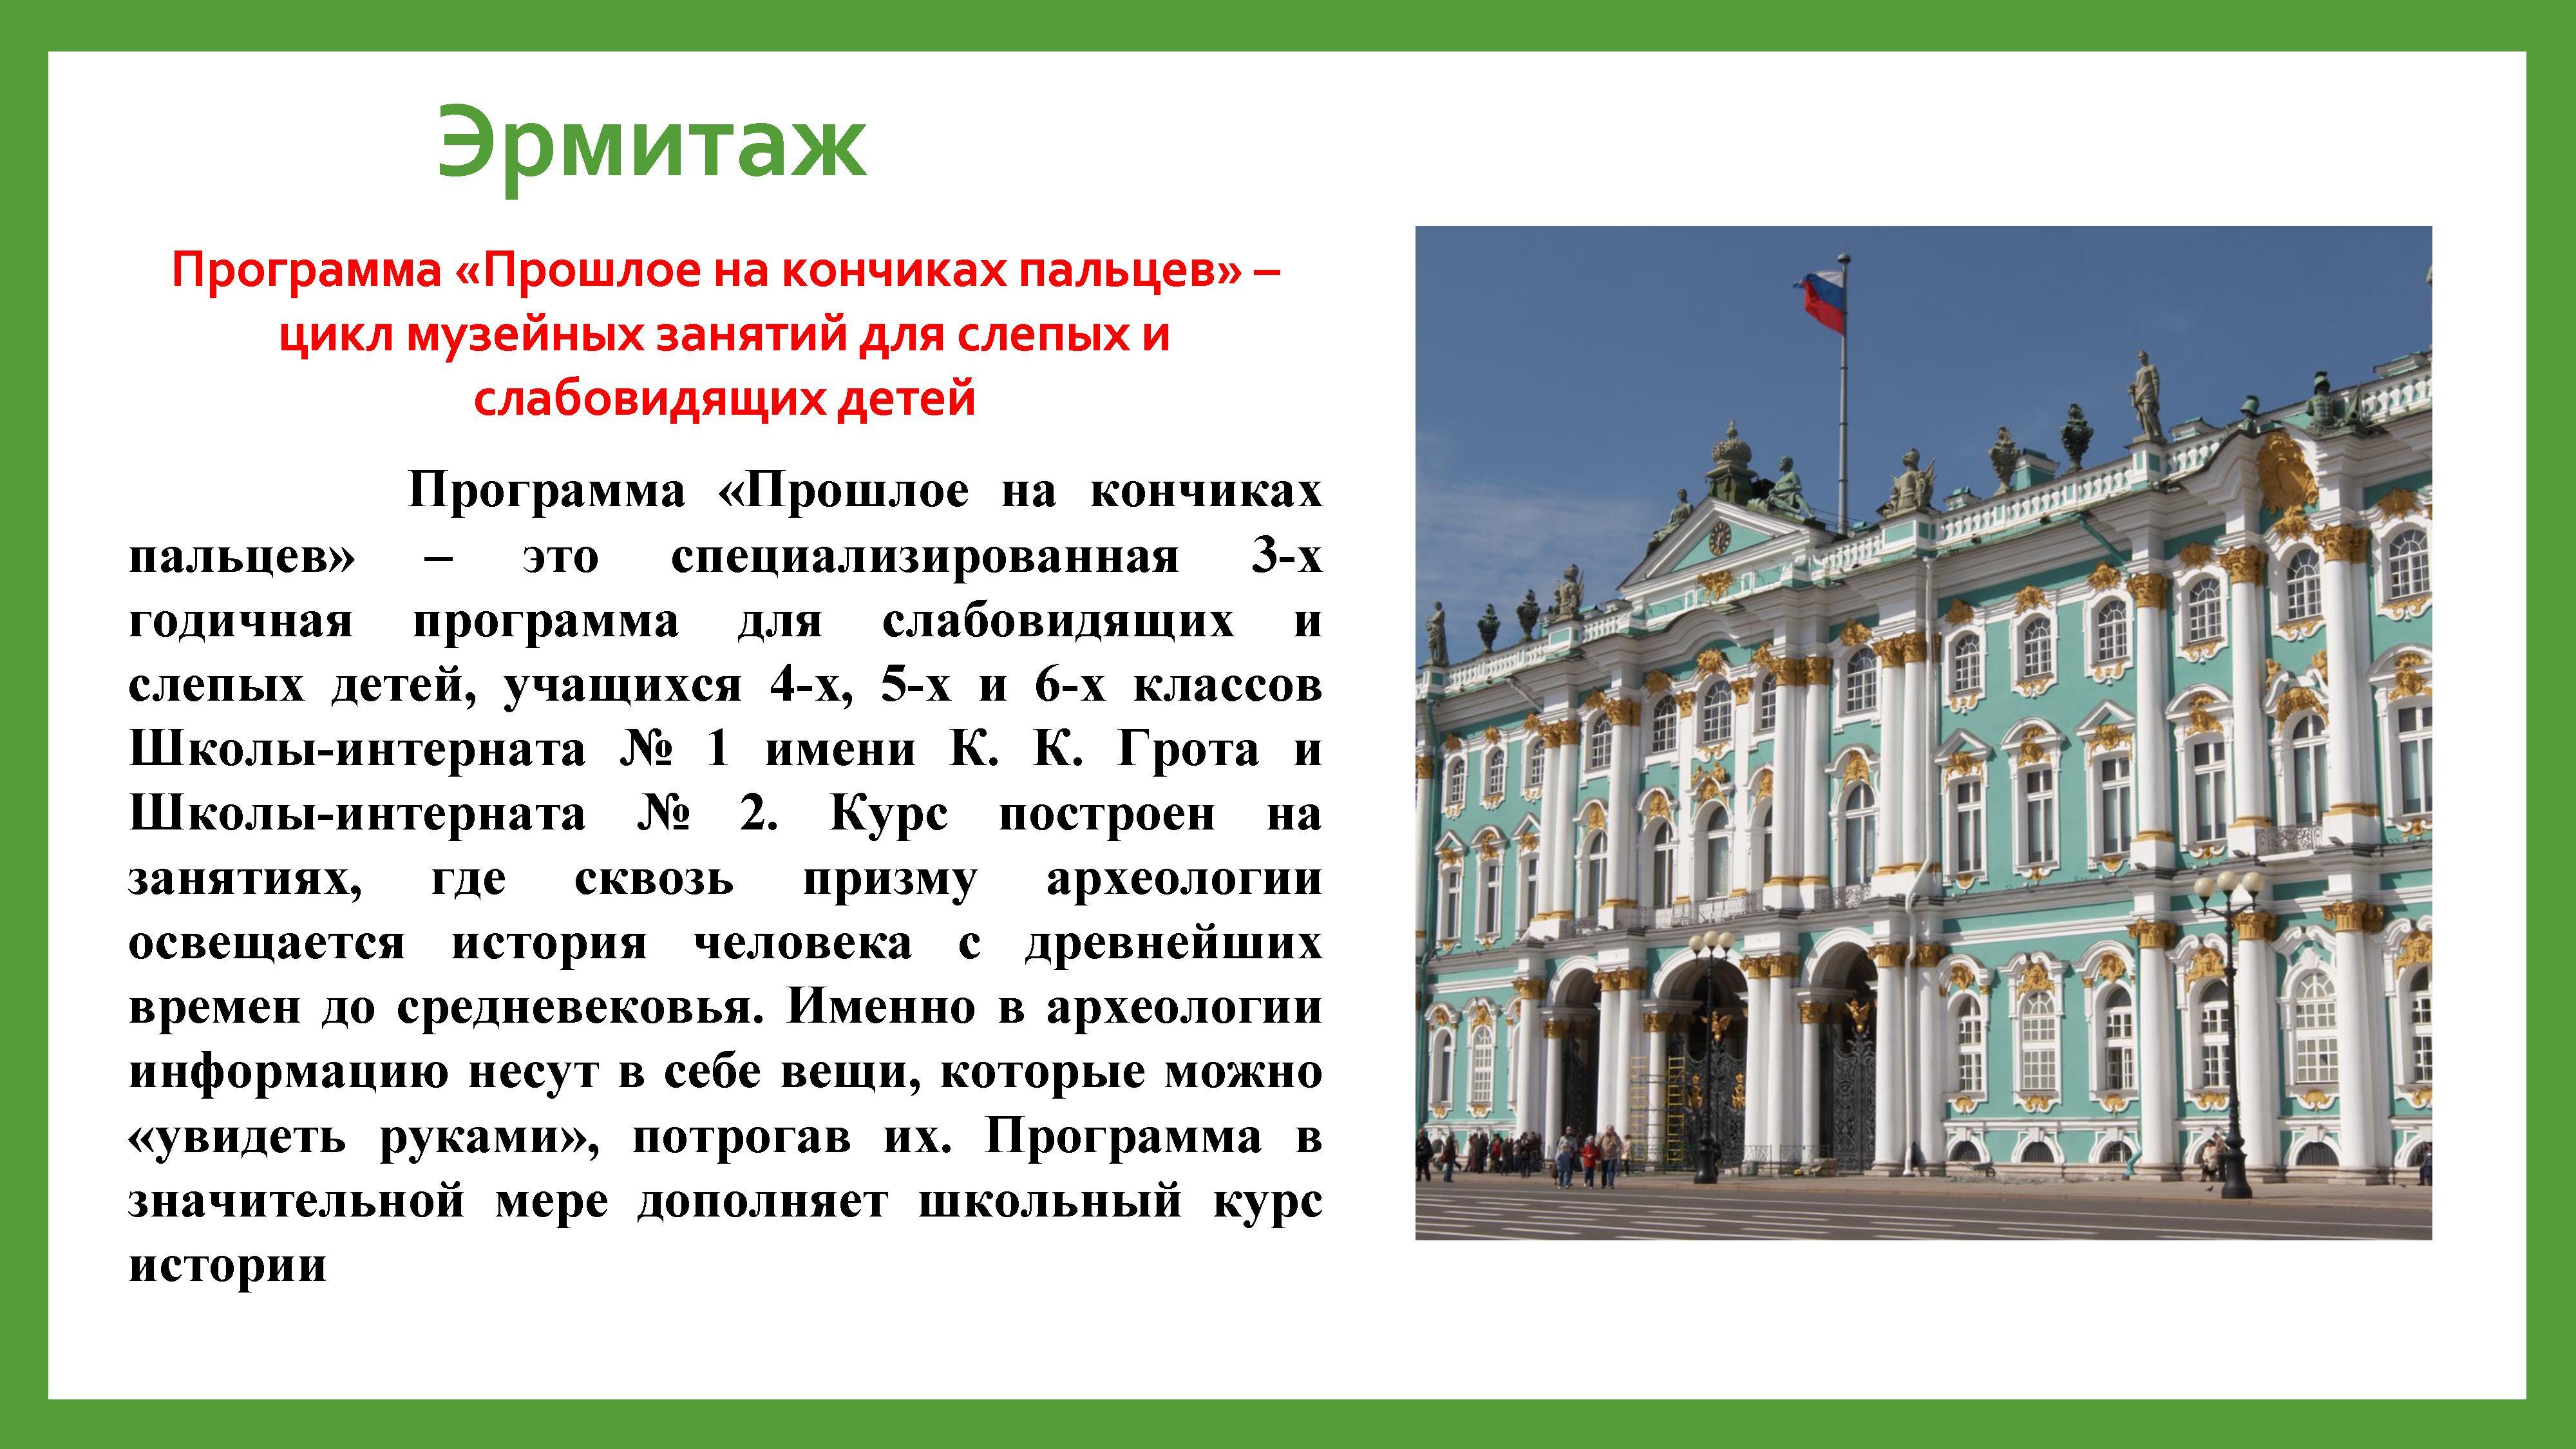 Эрмитаж
Программа «Прошлое на кончиках пальцев» –
цикл музейных занятий для слепых и
слабовидящих детей
Программа «Прошлое на кончиках
пальцев» – это специализированная 3-х
годичная программа для слабовидящих и
слепых детей, учащихся 4-х, 5-х и 6-х классов
Школы-интерната № 1 имени К. К. Грота и
Школы-интерната № 2. Курс построен на
занятиях, где сквозь призму археологии
освещается история человека с древнейших
времен до средневековья. Именно в археологии
информацию несут в себе вещи, которые можно
«увидеть руками», потрогав их. Программа в
значительной мере дополняет школьный курс
истории